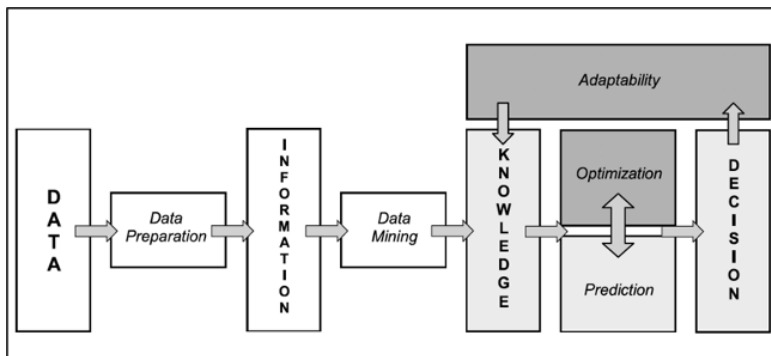 Adaptability
DATA
Data
Preparation
INFORMATION
Data
Mining
KNOWLEDGE
Optimization
Prediction
DECISION